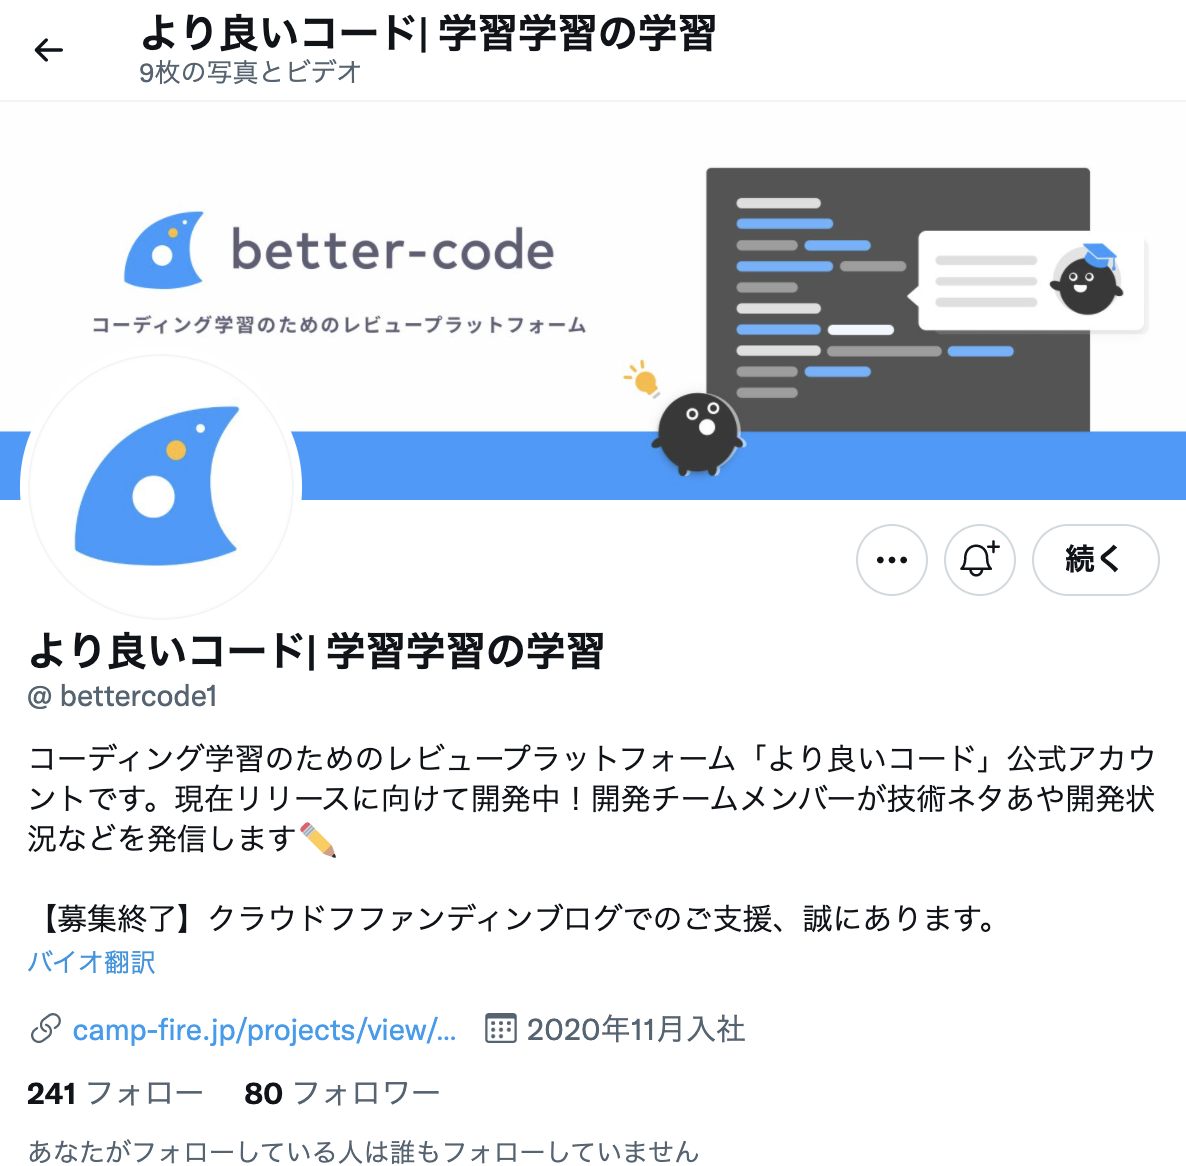 より良いコード| 学習学習の学習
9枚の写真とビデオ
better-code
コーディング学習のためのレビュープラットフォーム
続く
より良いコード| 学習学習の学習
@ bettercode1
コーディング学習のためのレビュープラットフォーム「より良いコード」公式アカウ
ントです。現在リリースに向けて開発中！開発チームメンバーが技術ネタあや開発状
況などを発信します✏️
【募集終了】クラウドフファンディンブログでのご支援、誠にあります。
バイオ翻訳
camp-fire.jp/projects/view/... 2020年11月入社
241 フォロー 80 フォロワー
あなたがフォローしている人は誰もフォローしていません